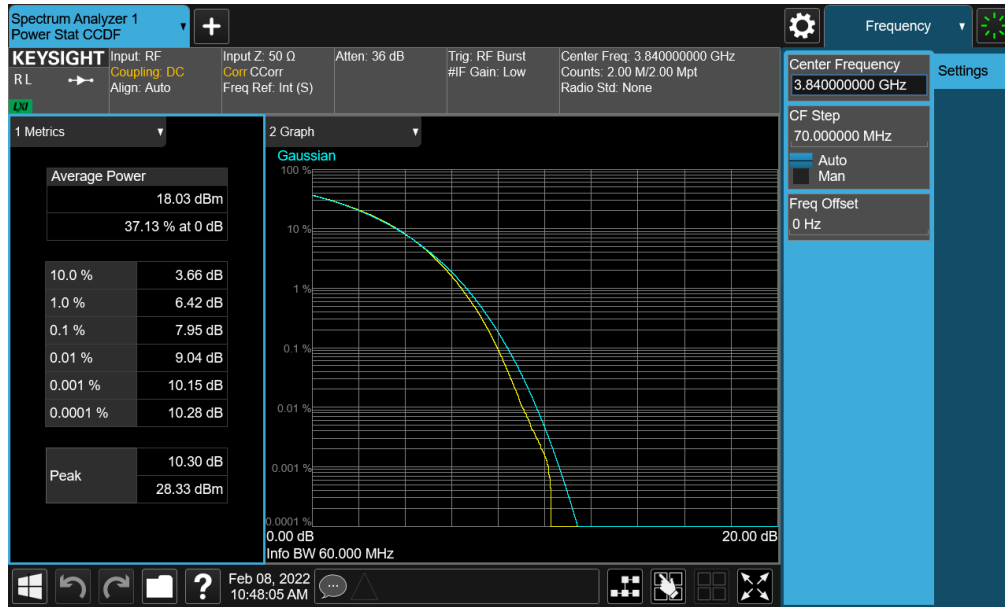 Spectrum Analyzer 1
Power Stat CCDF
Frequency
KEYSIGHT
R L
LXI
Input: RF
Coupling: DC
Align: Auto
Input Z: 50 Ω
Corr CCorr
Freq Ref: Int (S)
Atten: 36 dB
Trig: RF Burst
#IF Gain: Low
Center Freq: 3.840000000 GHz
Counts: 2.00 M/2.00 Mpt
Radio Std: None
Center Frequency
3.840000000 GHz
Settings
CF Step
70.000000 MHz
Auto
Man
Freq Offset
0 Hz
1 Metrics
Average Power
18.03 dBm
37.13 % at 0 dB
10.0 % 3.66 dB
1.0 % 6.42 dB
0.1 % 7.95 dB
0.01 % 9.04 dB
0.001 % 10.15 dB
0.0001 % 10.28 dB
Peak
10.30 dB
28.33 dBm
2 Graph
Gaussian
100 %
10 %
1 %
0.1 %
0.01 %
0.001 %
0.0001 %
0.00 dB 20.00 dB
Info BW 60.000 MHz
?
Feb 08, 2022
10:48:05 AM